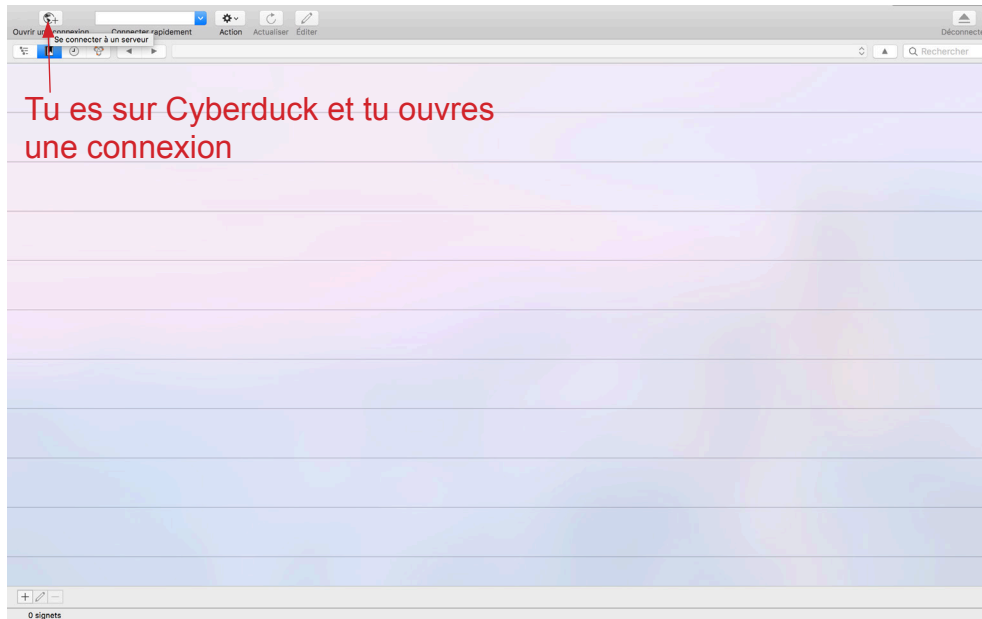 Ouvrir une connexion Connecter rapidement Action Actualiser Éditer Déconnecte
Se connecter à un serveur
Rechercher
Tu es sur Cyberduck et tu ouvres
une connexion
0 signets